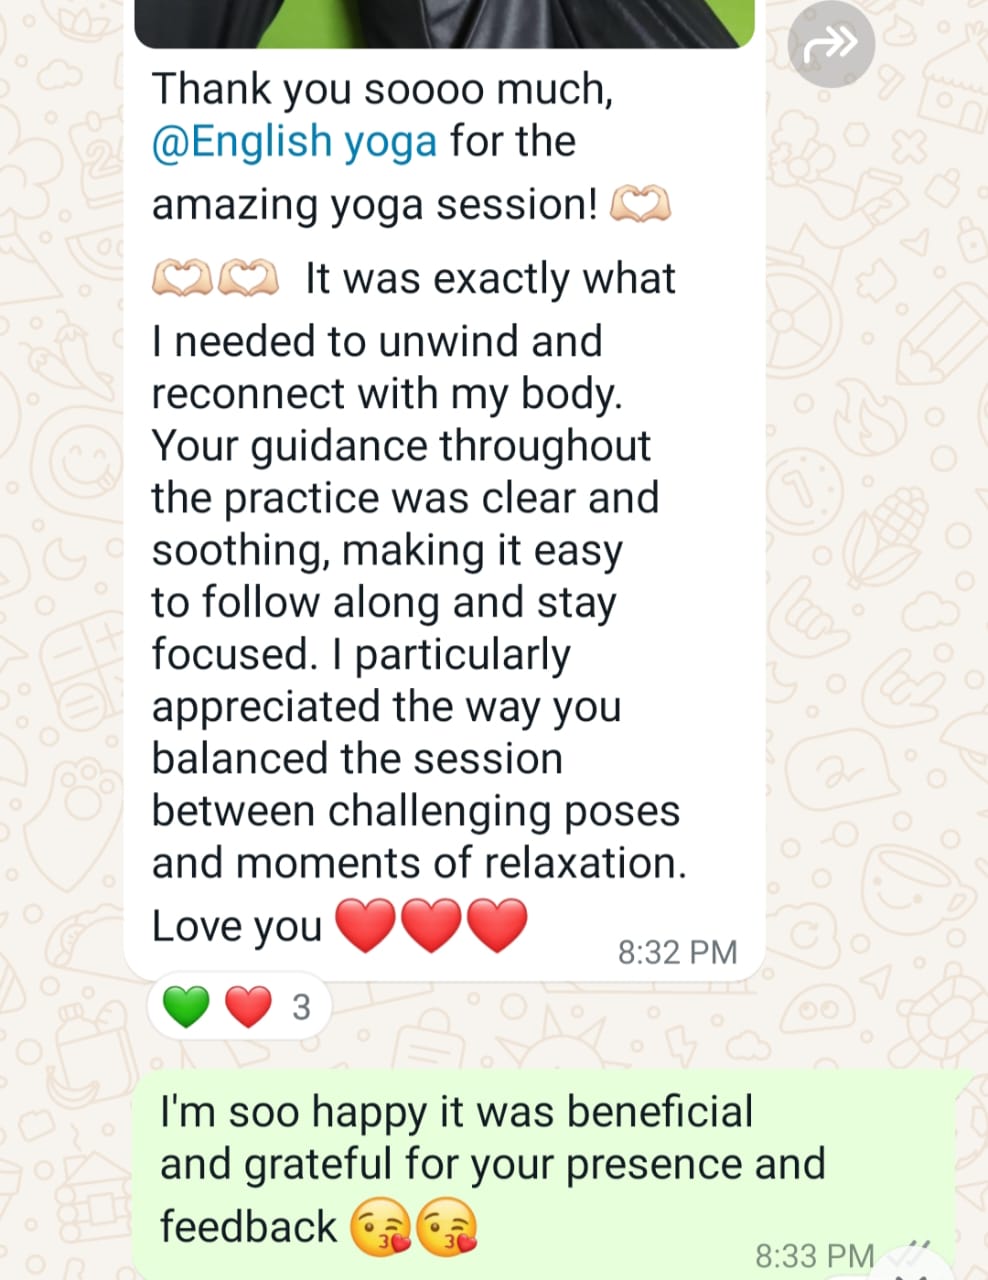 Thank you soooo much,
@English yoga for the
amazing yoga session! 🫶🏻
🫶🏻🫶🏻 It was exactly what
I needed to unwind and
reconnect with my body.
Your guidance throughout
the practice was clear and
soothing, making it easy
to follow along and stay
focused. I particularly
appreciated the way you
balanced the session
between challenging poses
and moments of relaxation.
Love you ❤️❤️❤️
8:32 PM
💚 ❤️ 3
I'm soo happy it was beneficial
and grateful for your presence and
feedback 😘😘
8:33 PM